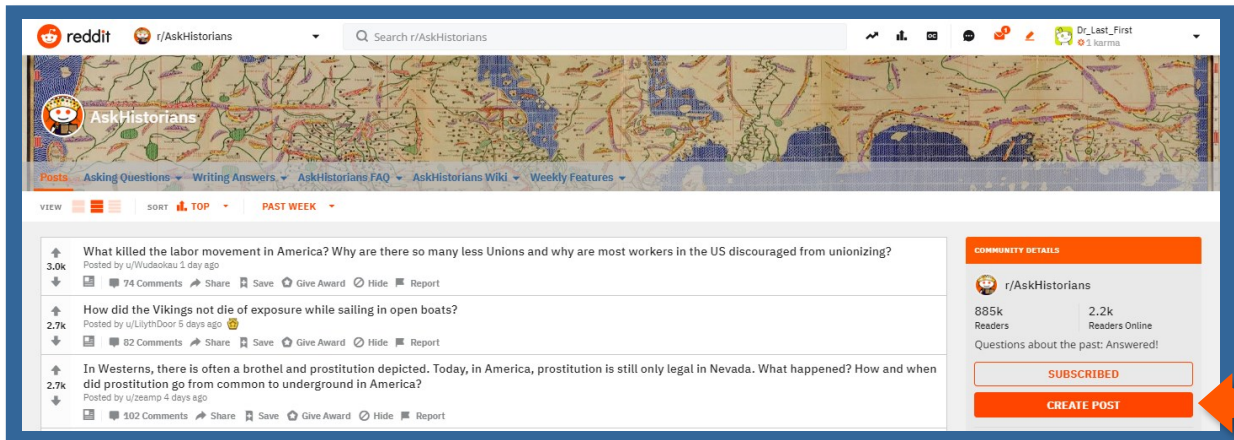 reddit r/AskHistorians Search r/AskHistorians Dr_Last_First
1 karma
AskHistorians
Posts Asking Questions Writing Answers AskHistorians FAQ AskHistorians Wiki Weekly Features
VIEW SORT TOP PAST WEEK
What killed the labor movement in America? Why are there so many less Unions and why are most workers in the US discouraged from unionizing?
3.0k
Posted by u/Wudaokau 1 day ago
74 Comments Share Save Give Award Hide Report
How did the Vikings not die of exposure while sailing in open boats?
2.7k
Posted by u/LilythDoor 5 days ago
82 Comments Share Save Give Award Hide Report
In Westerns, there is often a brothel and prostitution depicted. Today, in America, prostitution is still only legal in Nevada. What happened? How and when
2.7k
did prostitution go from common to underground in America?
Posted by u/zeamp 4 days ago
102 Comments Share Save Give Award Hide Report
COMMUNITY DETAILS
r/AskHistorians
885k 2.2k
Readers Readers Online
Questions about the past: Answered!
SUBSCRIBED
CREATE POST